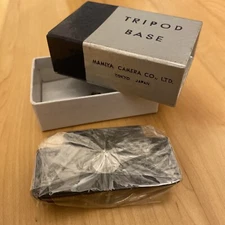 TRIPOD
BASE
MAMIYA CAMERA CO., LTD.
TOKYO JAPAN